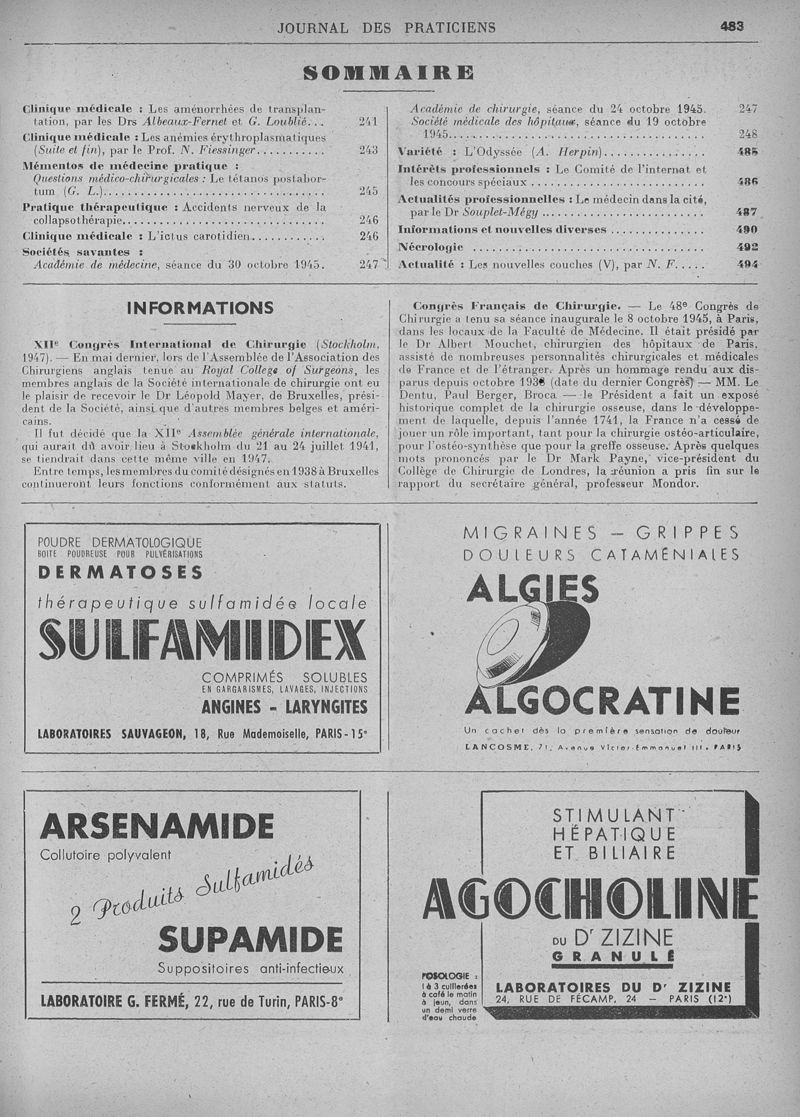 JOURNAL DES PRATICIENS
483
SOMMAIRE
Clinique médicale : Les aménorrhées de transplan-
tation, par les Drs Albeaux-Fernet et G. Loublié... 241
Clinique médicale : Les anémies érythroplasmatiques
(Suite et fin), par le Prof. N. Fiessinger........... 243
Mémentos de médecine pratique :
Questions médico-chirurgicales : Le tétanos postabor-
tum (G. L.)................................... 245
Pratique thérapeutique : Accidents nerveux de la
collapsothérapie................................ 246
Clinique médicale : L'ictus carotidien............ 246
Sociétés savantes :
Académie de médecine, séance du 30 octobre 1945. 247
Académie de chirurgie, séance du 24 octobre 1945. 247
Société médicale des hôpitaux, séance du 19 octobre
1945........................................ 248
Variété : L'Odyssée (A. Herpin)................ 485
Intérêts professionnels : Le Comité de l'internat et
les concours spéciaux ........................... 486
Actualités professionnelles : Le médecin dans la cité,
par le Dr Souplet-Mégy ......................... 487
Informations et nouvelles diverses ............... 490
Nécrologie .................................... 492
Actualité : Les nouvelles couches (V), par N. F. ..... 494
INFORMATIONS
XIIe Congrès International de Chirurgie (Stockholm,
1947). — En mai dernier, lors de l'Assemblée de l'Association des
Chirurgiens anglais tenue au Royal College of Surgeons, les
membres anglais de la Société internationale de chirurgie ont eu
le plaisir de recevoir le Dr Léopold Mayer, de Bruxelles, prési-
dent de la Société, ainsi que d'autres membres belges et améri-
cains.
Il fut décidé que la XIIe Assemblée générale internationale,
qui aurait dû avoir lieu à Stockholm du 21 au 24 juillet 1941,
se tiendrait dans cette même ville en 1947.
Entre temps, les membres du comité désignés en 1938 à Bruxelles
continueront leurs fonctions conformément aux statuts.
Congrès Français de Chirurgie. — Le 48e Congrès de
Chirurgie a tenu sa séance inaugurale le 8 octobre 1945, à Paris,
dans les locaux de la Faculté de Médecine. Il était présidé par
le Dr Albert Mouchet, chirurgien des hôpitaux de Paris,
assisté de nombreuses personnalités chirurgicales et médicales
de France et de l'étranger. Après un hommage rendu aux dis-
parus depuis octobre (date du dernier Congrès) — MM. Le
Dentu, Paul Berger, Broca — le Président a fait un exposé
historique complet de la chirurgie osseuse, dans le développe-
ment de laquelle, depuis l'année 1741, la France n'a cessé de
jouer un rôle important, tant pour la chirurgie ostéo-articulaire,
pour l'ostéo-synthèse que pour la greffe osseuse. Après quelques
mots prononcés par le Dr Mark Payne, vice-président du
Collège de Chirurgie de Londres, la réunion a pris fin sur le
rapport du secrétaire général, professeur Mondor.
POUDRE DERMATOLOGIQUE
BOITE POUDREUSE POUR PULVÉRISATIONS
DERMATOSES
thérapeutique sulfamidée locale
SULFAMIDEX
COMPRIMÉS SOLUBLES
EN GARGARISMES, LAVAGES, INJECTIONS
ANGINES - LARYNGITES
LABORATOIRES SAUVAGEON, 18, Rue Mademoiselle, PARIS-15e
MIGRAINES — GRIPPES
DOULEURS CATAMÉNIALES
ALGIES
ALGOCRATINE
Un cachet dès la première sensation de douleur
LANCOSME, 71, Avenue Victor-Emmanuel III. PARIS
ARSENAMIDE
Collutoire polyvalent
2 Produits Sulfamidés
SUPAMIDE
Suppositoires anti-infectieux
LABORATOIRE G. FERMÉ, 22, rue de Turin, PARIS-8e
STIMULANT
HÉPATIQUE
ET BILIAIRE
AGOCHOLINE
DU Dr ZIZINE
GRANULÉ
POSOLOGIE :
1 à 3 cuillerées
à café le matin
à jeun, dans
un demi verre
d'eau chaude
LABORATOIRES DU Dr ZIZINE
24, RUE DE FÉCAMP, 24 — PARIS (12e)